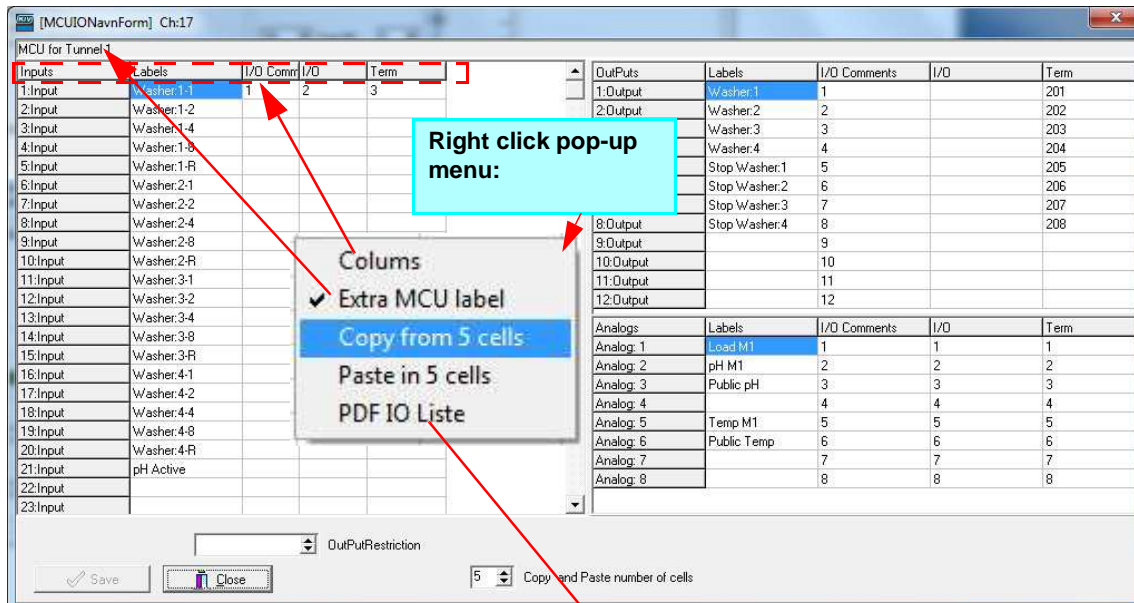 [MCUIONavnForm] Ch:17
MCU for Tunnel 1
Inputs Labels I/O Comm I/O Term
1:Input Washer:1-1 1 2 3
2:Input Washer:1-2
3:Input Washer:1-4
4:Input Washer:1-8
5:Input Washer:1-R
6:Input Washer:2-1
7:Input Washer:2-2
8:Input Washer:2-4
9:Input Washer:2-8
10:Input Washer:2-R
11:Input Washer:3-1
12:Input Washer:3-2
13:Input Washer:3-4
14:Input Washer:3-8
15:Input Washer:3-R
16:Input Washer:4-1
17:Input Washer:4-2
18:Input Washer:4-4
19:Input Washer:4-8
20:Input Washer:4-R
21:Input pH Active
22:Input
23:Input
Right click pop-up
menu:
Colums
Extra MCU label
Copy from 5 cells
Paste in 5 cells
PDF IO Liste
OutPuts Labels I/O Comments I/O Term
1:Output Washer:1 1 201
2:Output Washer:2 2 202
Washer:3 3 203
Washer:4 4 204
Stop Washer:1 5 205
Stop Washer:2 6 206
Stop Washer:3 7 207
8:Output Stop Washer:4 8 208
9:Output 9
10:Output 10
11:Output 11
12:Output 12
Analogs Labels I/O Comments I/O Term
Analog: 1 Load M1 1 1 1
Analog: 2 pH M1 2 2 2
Analog: 3 Public pH 3 3 3
Analog: 4 4 4 4
Analog: 5 Temp M1 5 5 5
Analog: 6 Public Temp 6 6 6
Analog: 7 7 7 7
Analog: 8 8 8 8
OutPutRestriction
Save Close
5 Copy and Paste number of cells